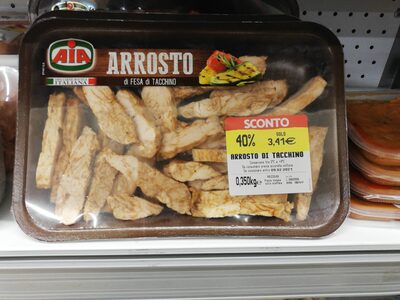 AIA
ITALIANA
ARROSTO
di FESA di TACCHINO
SCONTO
40% SOLO 3,41€
ARROSTO DI TACCHINO
0,350kg